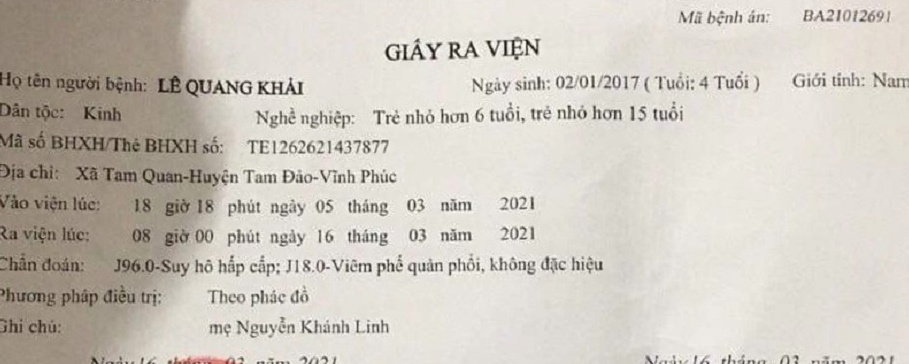 Mã bệnh án: BA21012691
GIẤY RA VIỆN
Họ tên người bệnh: LÊ QUANG KHẢI Ngày sinh: 02/01/2017 ( Tuổi: 4 Tuổi ) Giới tính: Nam
Dân tộc: Kinh Nghề nghiệp: Trẻ nhỏ hơn 6 tuổi, trẻ nhỏ hơn 15 tuổi
Mã số BHXH/Thẻ BHXH số: TE1262621437877
Địa chỉ: Xã Tam Quan-Huyện Tam Đảo-Vĩnh Phúc
Vào viện lúc: 18 giờ 18 phút ngày 05 tháng 03 năm 2021
Ra viện lúc: 08 giờ 00 phút ngày 16 tháng 03 năm 2021
Chẩn đoán: J96.0-Suy hô hấp cấp; J18.0-Viêm phế quản phổi, không đặc hiệu
Phương pháp điều trị: Theo phác đồ
Ghi chú: mẹ Nguyễn Khánh Linh
Ngày 16 tháng 03 năm 2021 Ngày 16 tháng 03 năm 2021